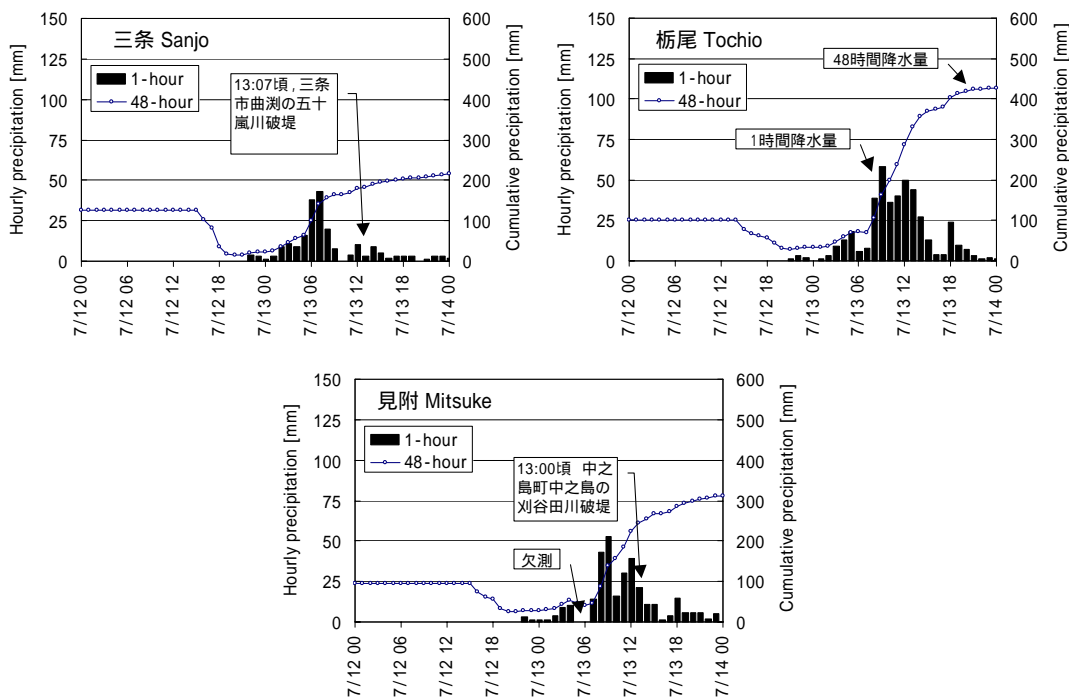 三条 Sanjo
1-hour
48-hour
13:07頃，三条
市曲渕の五十
嵐川破堤
Hourly precipitation [mm]
150
125
100
75
50
25
0
Cumulative precipitation [mm]
600
500
400
300
200
100
0
7/12 00
7/12 06
7/12 12
7/12 18
7/13 00
7/13 06
7/13 12
7/13 18
7/14 00
栃尾 Tochio
1-hour
48-hour
48時間降水量
1時間降水量
Hourly precipitation [mm]
150
125
100
75
50
25
0
Cumulative precipitation [mm]
600
500
400
300
200
100
0
7/12 00
7/12 06
7/12 12
7/12 18
7/13 00
7/13 06
7/13 12
7/13 18
7/14 00
見附 Mitsuke
1-hour
48-hour
13:00頃 中之
島町中之島の
刈谷田川破堤
欠測
Hourly precipitation [mm]
150
125
100
75
50
25
0
Cumulative precipitation [mm]
600
500
400
300
200
100
0
7/12 00
7/12 06
7/12 12
7/12 18
7/13 00
7/13 06
7/13 12
7/13 18
7/14 00